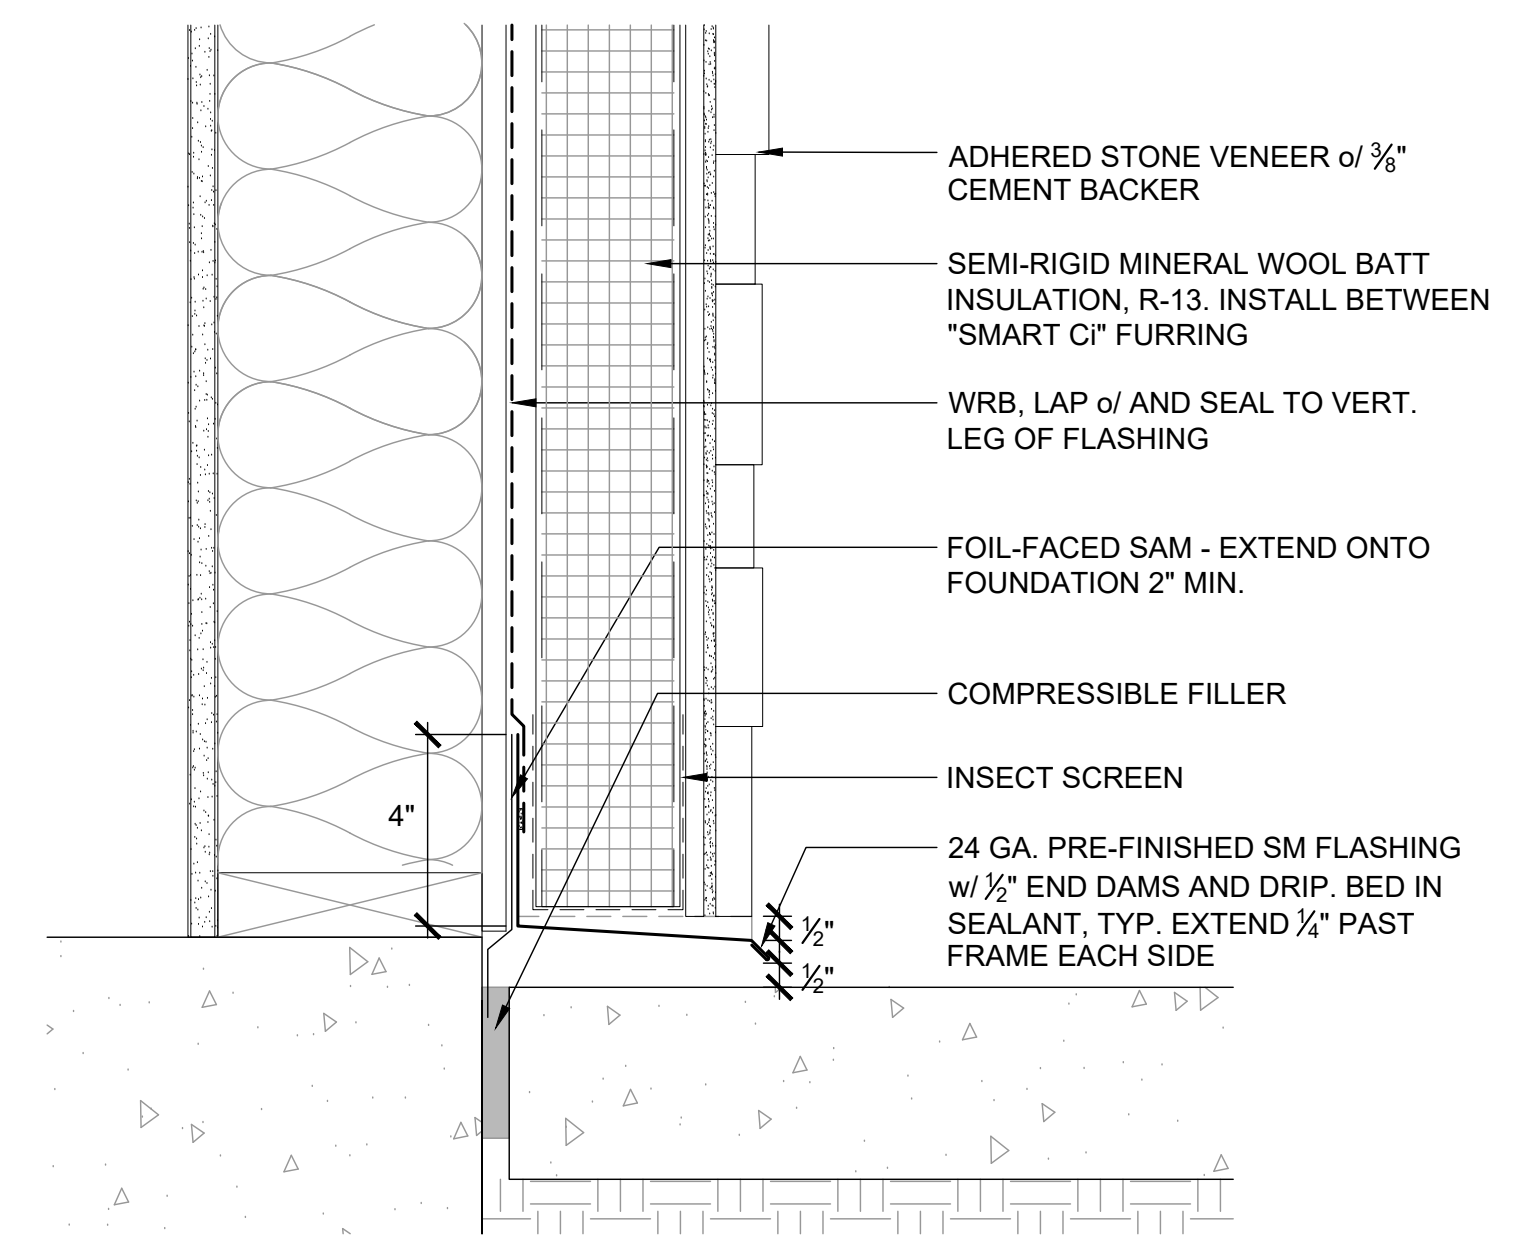 ADHERED STONE VENEER o/ ⅜"
CEMENT BACKER
SEMI-RIGID MINERAL WOOL BATT
INSULATION, R-13. INSTALL BETWEEN
"SMART Ci" FURRING
WRB, LAP o/ AND SEAL TO VERT.
LEG OF FLASHING
FOIL-FACED SAM - EXTEND ONTO
FOUNDATION 2" MIN.
COMPRESSIBLE FILLER
INSECT SCREEN
4"
24 GA. PRE-FINISHED SM FLASHING
w/ ½" END DAMS AND DRIP. BED IN
SEALANT, TYP. EXTEND ¼" PAST
FRAME EACH SIDE
½"
½"